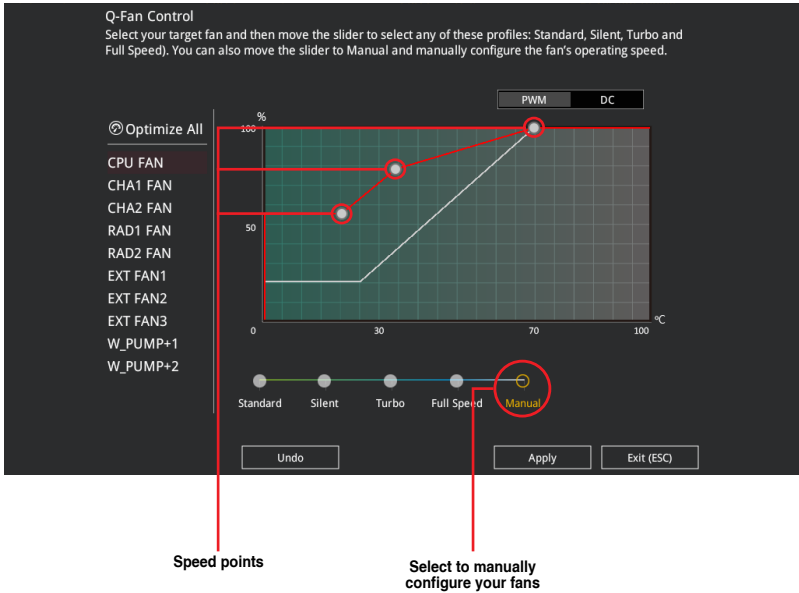 Q-Fan Control
Select your target fan and then move the slider to select any of these profiles: Standard, Silent, Turbo and
Full Speed). You can also move the slider to Manual and manually configure the fan's operating speed.
PWM
DC
Optimize All
CPU FAN
CHA1 FAN
CHA2 FAN
RAD1 FAN
RAD2 FAN
EXT FAN1
EXT FAN2
EXT FAN3
W_PUMP+1
W_PUMP+2
%
100
50
0
30
70
100
ºC
Standard
Silent
Turbo
Full Speed
Manual
Undo
Apply
Exit (ESC)
Speed points
Select to manually
configure your fans